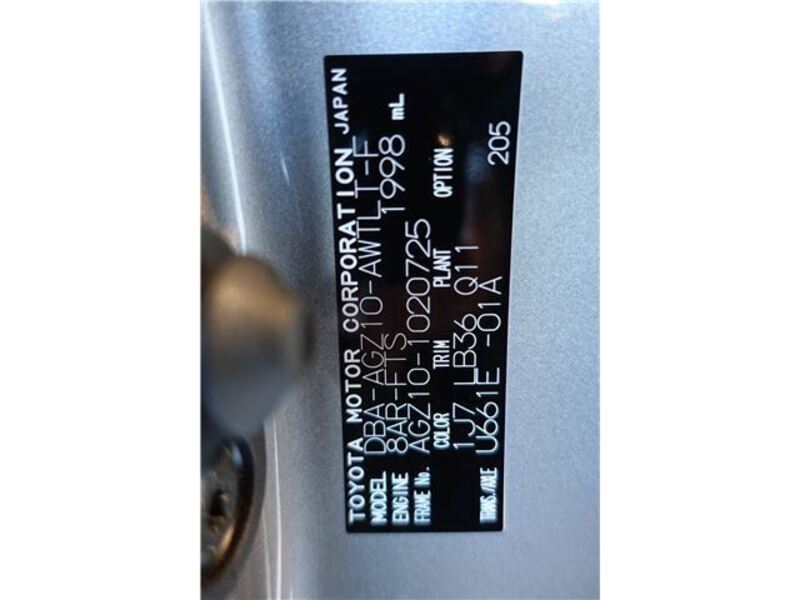 TOYOTA MOTOR CORPORATION JAPAN
MODEL DBA-AGZ10-AWTLT-F
ENGINE 8AR-FTS 1998 mL
FRAME No. AGZ10-1020725
COLOR TRIM PLANT OPTION
1J7 LB36 Q11
TRANS./AXLE U661E -01A 205